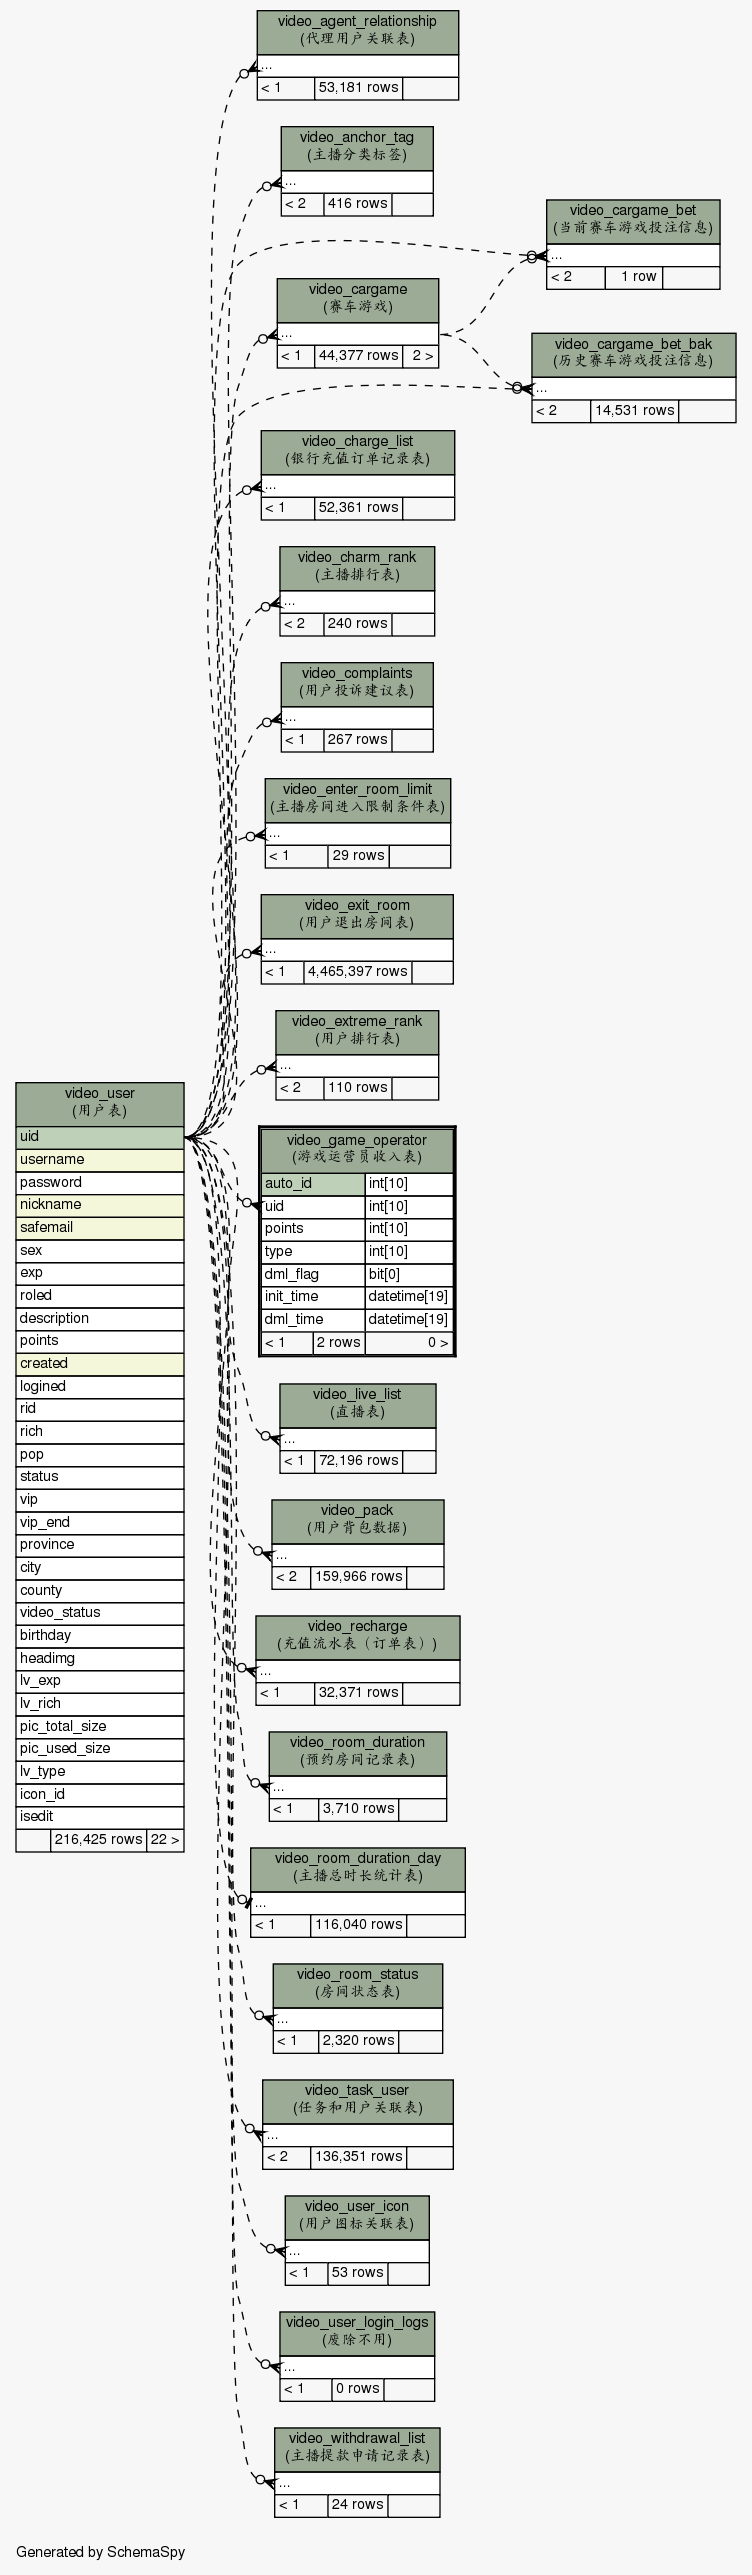 video_agent_relationship
(代理用户关联表)
...
< 1 53,181 rows
video_anchor_tag
(主播分类标签)
...
< 2 416 rows
video_cargame_bet
(当前赛车游戏投注信息)
...
< 2 1 row
video_cargame
(赛车游戏)
...
< 1 44,377 rows 2 >
video_cargame_bet_bak
(历史赛车游戏投注信息)
...
< 2 14,531 rows
video_charge_list
(银行充值订单记录表)
...
< 1 52,361 rows
video_charm_rank
(主播排行表)
...
< 2 240 rows
video_complaints
(用户投诉建议表)
...
< 1 267 rows
video_enter_room_limit
(主播房间进入限制条件表)
...
< 1 29 rows
video_exit_room
(用户退出房间表)
...
< 1 4,465,397 rows
video_extreme_rank
(用户排行表)
...
< 2 110 rows
video_user
(用户表)
uid
username
password
nickname
safemail
sex
exp
roled
description
points
created
logined
rid
rich
pop
status
vip
vip_end
province
city
county
video_status
birthday
headimg
lv_exp
lv_rich
pic_total_size
pic_used_size
lv_type
icon_id
isedit
216,425 rows 22 >
video_game_operator
(游戏运营员收入表)
auto_id int[10]
uid int[10]
points int[10]
type int[10]
dml_flag bit[0]
init_time datetime[19]
dml_time datetime[19]
< 1 2 rows 0 >
video_live_list
(直播表)
...
< 1 72,196 rows
video_pack
(用户背包数据)
...
< 2 159,966 rows
video_recharge
(充值流水表（订单表）)
...
< 1 32,371 rows
video_room_duration
(预约房间记录表)
...
< 1 3,710 rows
video_room_duration_day
(主播总时长统计表)
...
< 1 116,040 rows
video_room_status
(房间状态表)
...
< 1 2,320 rows
video_task_user
(任务和用户关联表)
...
< 2 136,351 rows
video_user_icon
(用户图标关联表)
...
< 1 53 rows
video_user_login_logs
(废除不用)
...
< 1 0 rows
video_withdrawal_list
(主播提款申请记录表)
...
< 1 24 rows
Generated by SchemaSpy